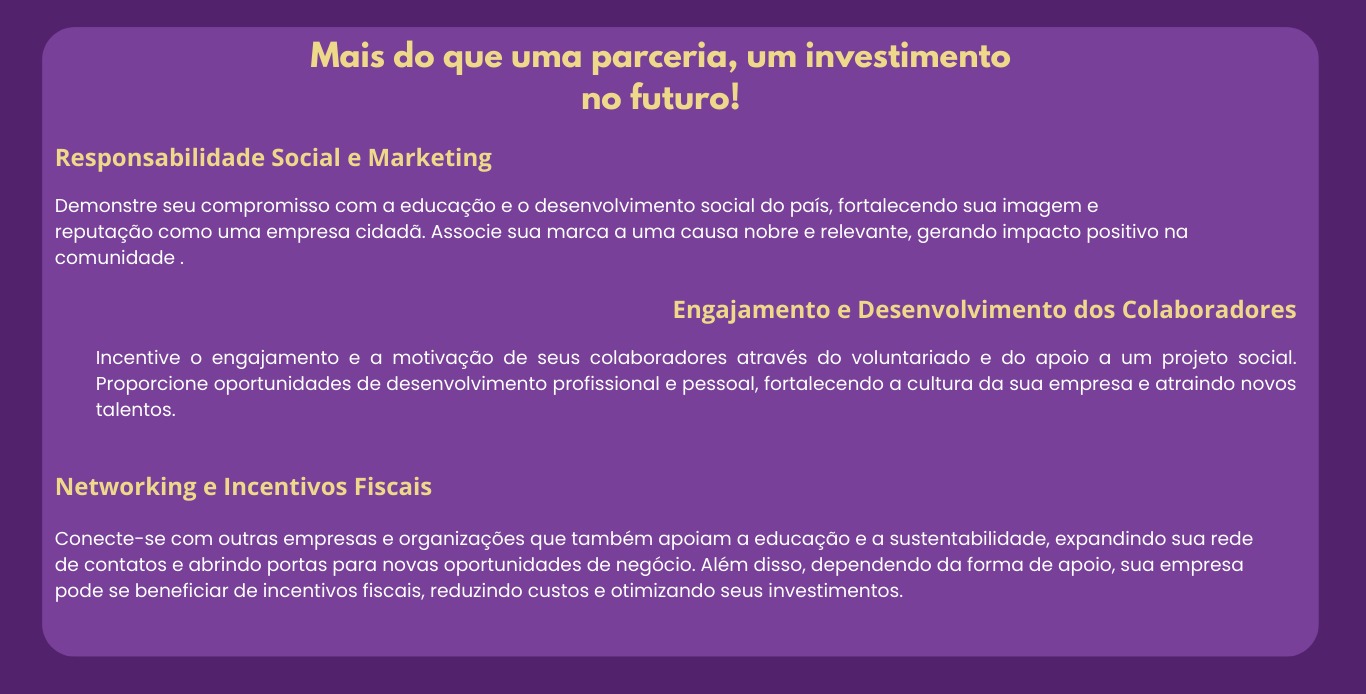 Mais do que uma parceria, um investimento
no futuro!
Responsabilidade Social e Marketing
Demonstre seu compromisso com a educação e o desenvolvimento social do país, fortalecendo sua imagem e
reputação como uma empresa cidadã. Associe sua marca a uma causa nobre e relevante, gerando impacto positivo na
comunidade .
Engajamento e Desenvolvimento dos Colaboradores
Incentive o engajamento e a motivação de seus colaboradores através do voluntariado e do apoio a um projeto social.
Proporcione oportunidades de desenvolvimento profissional e pessoal, fortalecendo a cultura da sua empresa e atraindo novos
talentos.
Networking e Incentivos Fiscais
Conecte-se com outras empresas e organizações que também apoiam a educação e a sustentabilidade, expandindo sua rede
de contatos e abrindo portas para novas oportunidades de negócio. Além disso, dependendo da forma de apoio, sua empresa
pode se beneficiar de incentivos fiscais, reduzindo custos e otimizando seus investimentos.